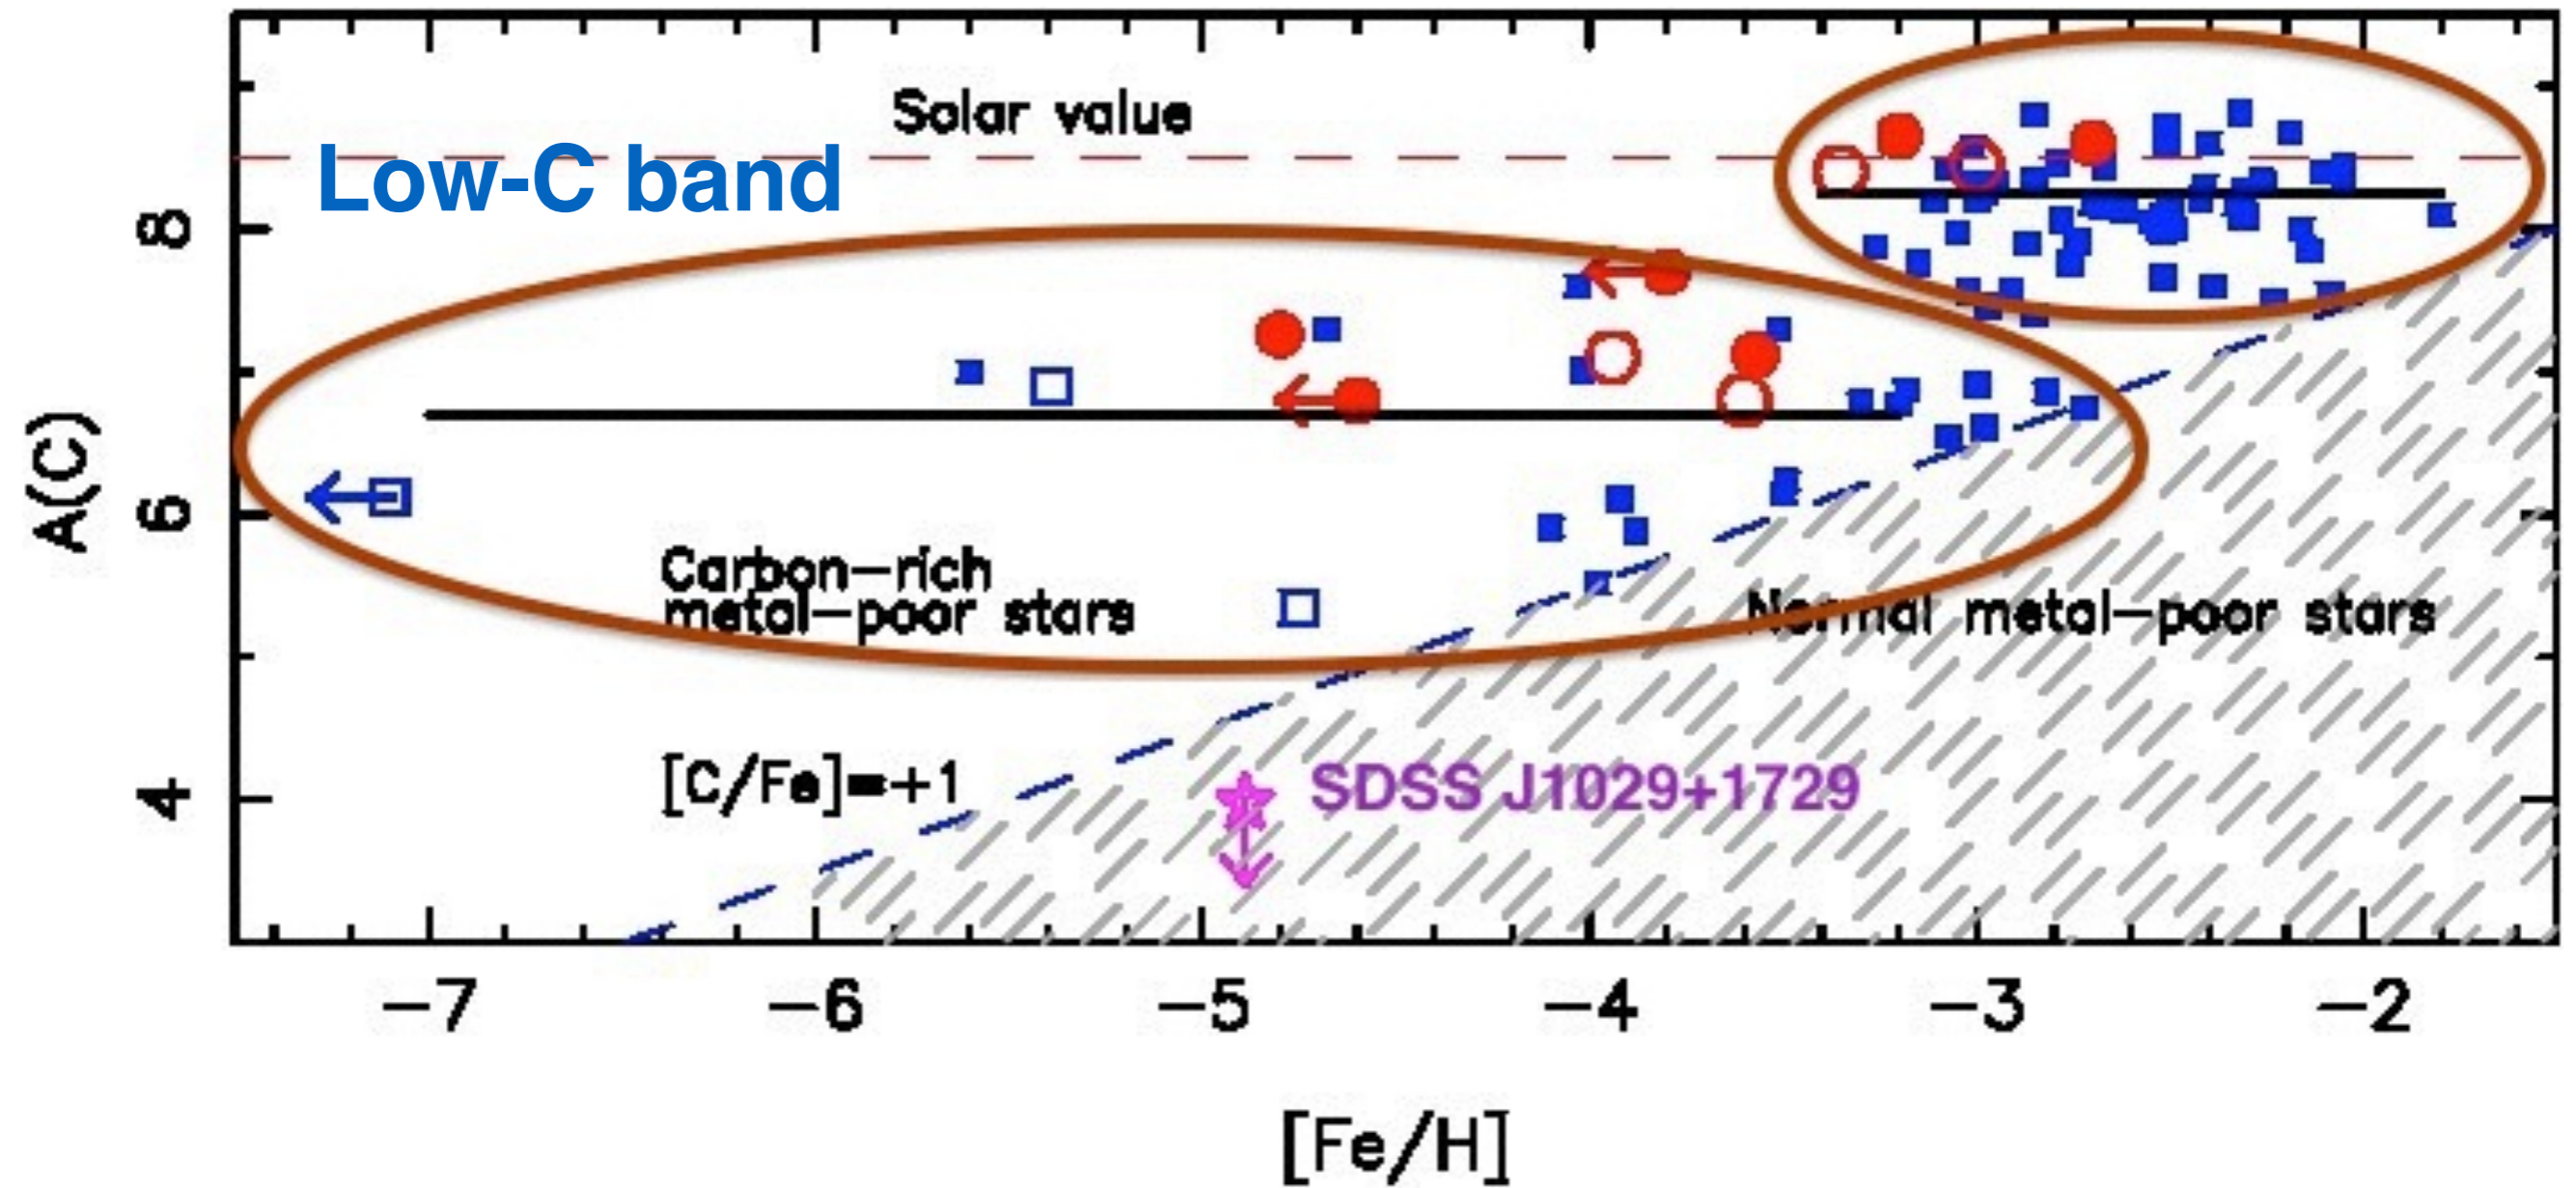 Solar value
Low-C band
8
6
4
A(C)
Carbon-rich
metal-poor stars
Normal metal-poor stars
[C/Fe]=+1
SDSS J1029+1729
-7 -6 -5 -4 -3 -2
[Fe/H]